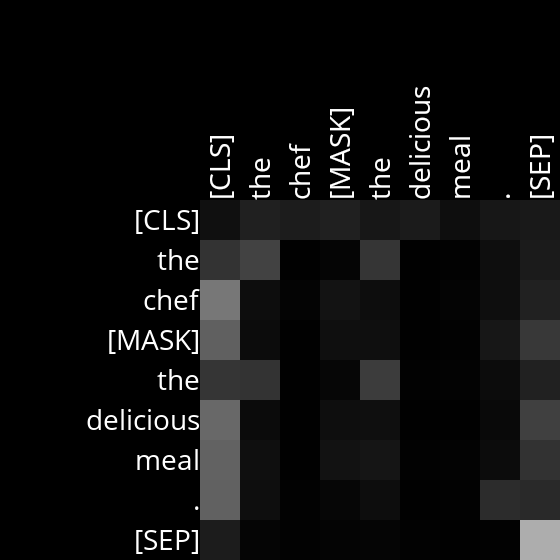 [CLS] the chef [MASK] the delicious meal . [SEP]
[CLS]
the
chef
[MASK]
the
delicious
meal
.
[SEP]